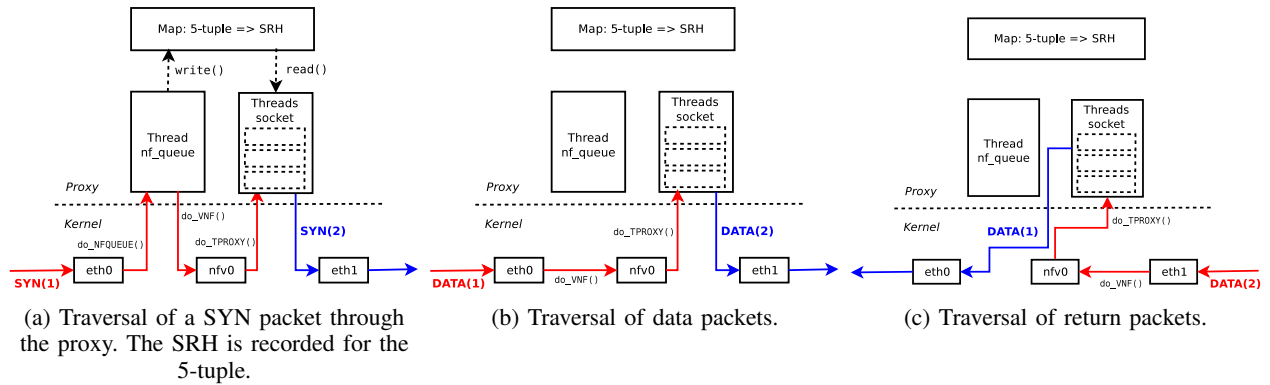 Map: 5-tuple => SRH
write()
read()
Thread
nf_queue
Threads
socket
Proxy
Kernel
do_VNF()
do_NFQUEUE()
do_TPROXY()
SYN(2)
eth0
nfv0
eth1
SYN(1)
(a) Traversal of a SYN packet through
the proxy. The SRH is recorded for the
5-tuple.
Map: 5-tuple => SRH
Thread
nf_queue
Threads
socket
Proxy
Kernel
do_TPROXY()
DATA(2)
eth0
nfv0
eth1
DATA(1)
do_VNF()
(b) Traversal of data packets.
Map: 5-tuple => SRH
Thread
nf_queue
Threads
socket
Proxy
Kernel
do_TPROXY()
DATA(1)
eth0
nfv0
eth1
do_VNF()
DATA(2)
(c) Traversal of return packets.